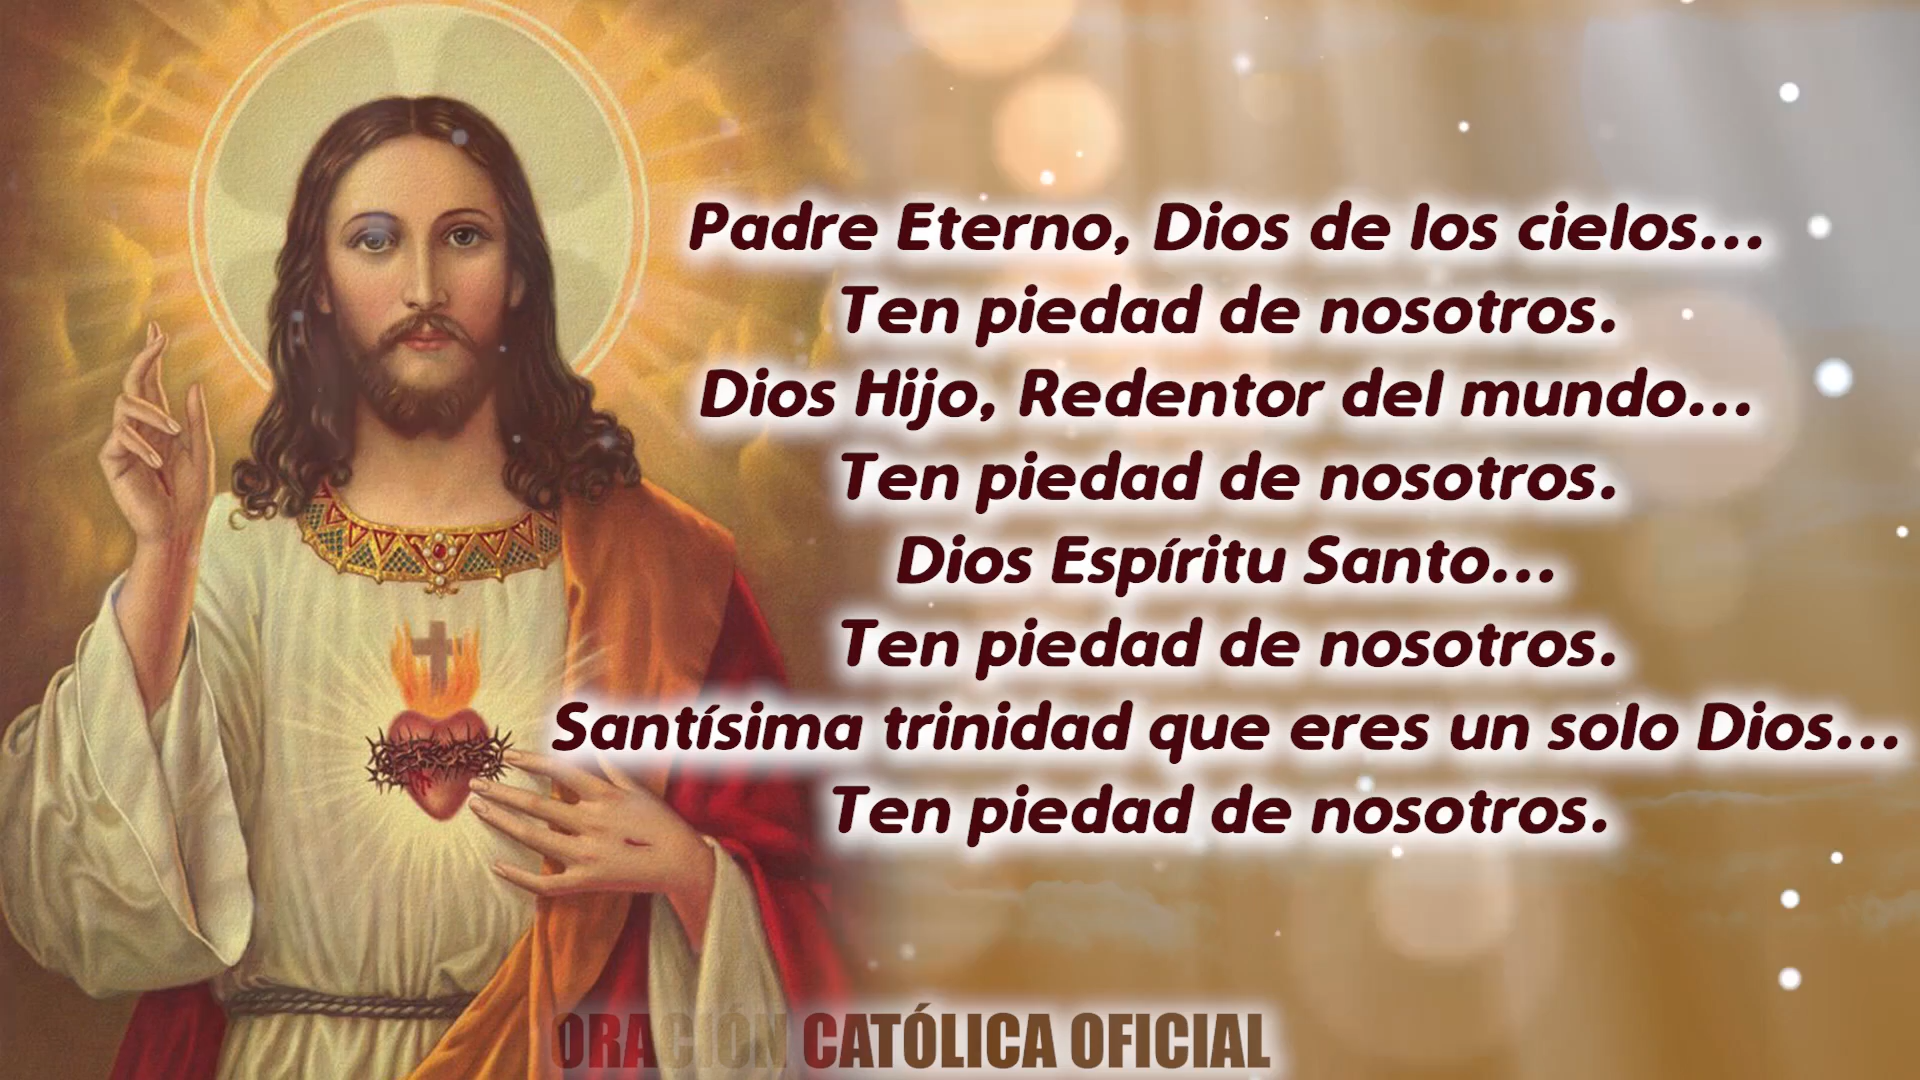 Padre Eterno, Dios de los cielos...
Ten piedad de nosotros.
Dios Hijo, Redentor del mundo...
Ten piedad de nosotros.
Dios Espíritu Santo...
Ten piedad de nosotros.
Santísima trinidad que eres un solo Dios...
Ten piedad de nosotros.
ORACIÓN CATÓLICA OFICIAL